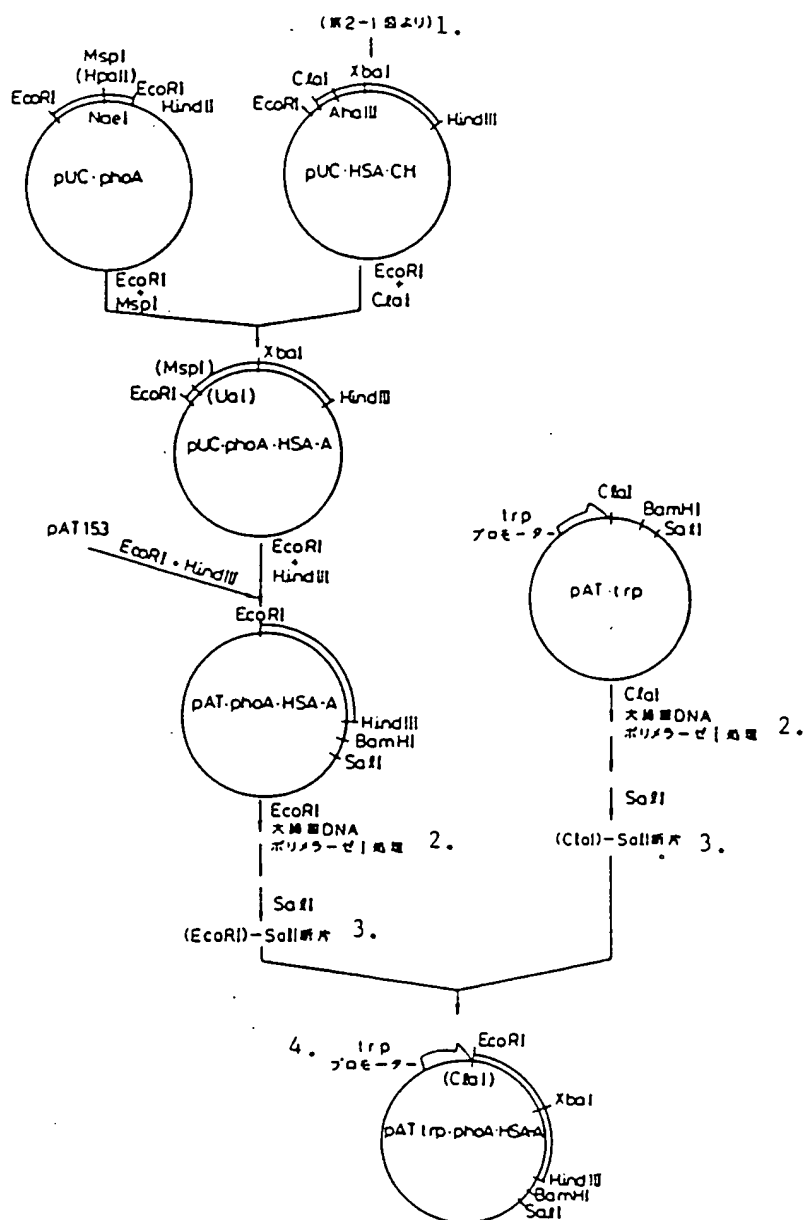 (第2-1図より) 1.
MspI
(HpaII)
EcoRI
EcoRI
HindIII
NaeI
pUC·phoA
XbaI
ClaI
EcoRI
AhaIII
HindIII
pUC·HSA·CH
EcoRI
+
MspI
EcoRI
+
ClaI
XbaI
(MspI)
EcoRI
(UaI)
HindIII
pUC·phoA·HSA-A
pAT153
EcoRI + HindIII
EcoRI
+
HindIII
EcoRI
pAT·phoA·HSA-A
HindIII
BamHI
SalI
trp
プロモーター
ClaI
BamHI
SalI
pAT·trp
ClaI
大腸菌DNA
ポリメラーゼI処理 2.
SalI
(ClaI)-SalI断片 3.
EcoRI
大腸菌DNA
ポリメラーゼI処理 2.
SalI
(EcoRI)-SalI断片 3.
4. trp
プロモーター
EcoRI
(ClaI)
XbaI
pATtrp·phoA·HSA-A
HindIII
BamHI
SalI